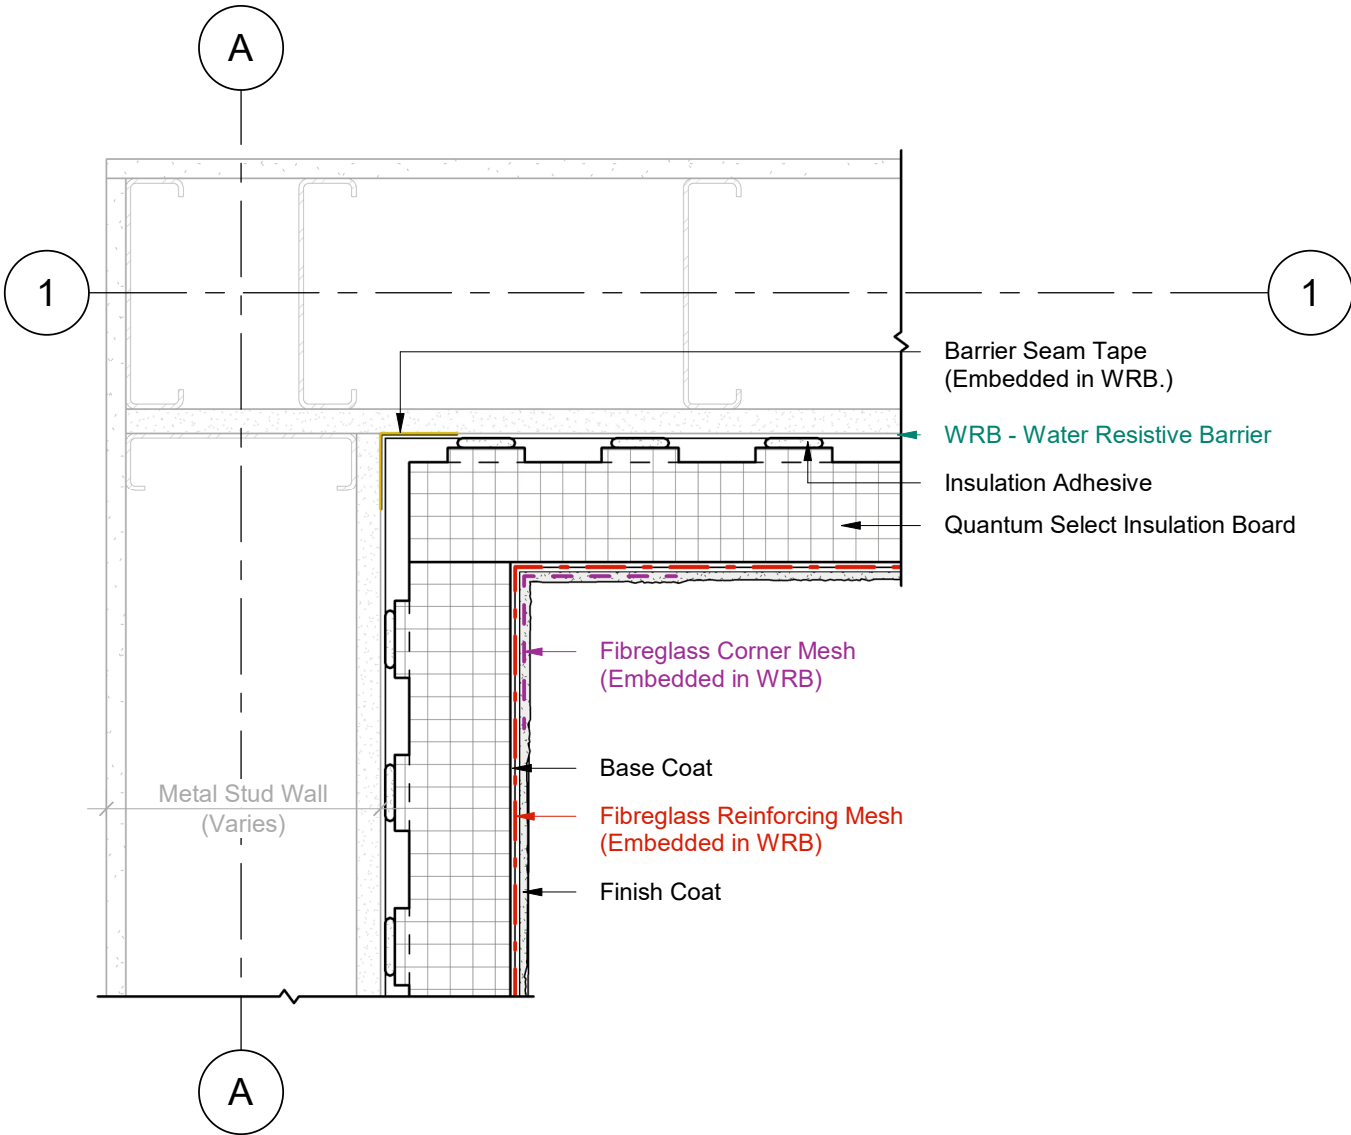 A
1
1
Barrier Seam Tape
(Embedded in WRB.)
WRB - Water Resistive Barrier
Insulation Adhesive
Quantum Select Insulation Board
Fibreglass Corner Mesh
(Embedded in WRB)
Base Coat
Metal Stud Wall
(Varies)
Fibreglass Reinforcing Mesh
(Embedded in WRB)
Finish Coat
A